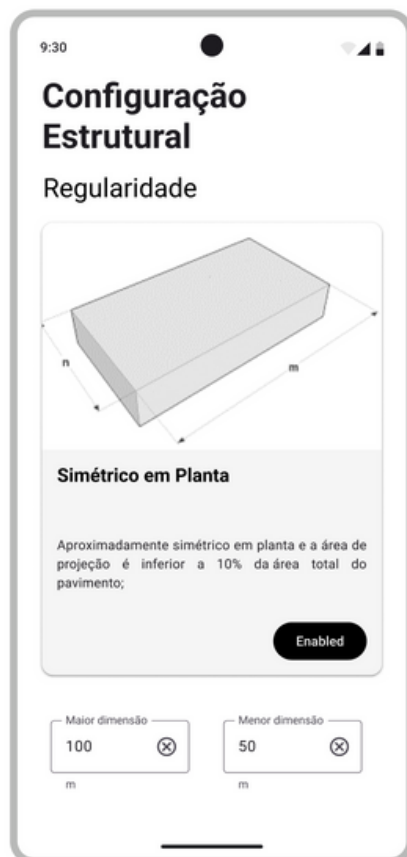 9:30
Configuração
Estrutural
Regularidade
n
m
Simétrico em Planta
Aproximadamente simétrico em planta e a área de
projeção é inferior a 10% da área total do
pavimento;
Enabled
Maior dimensão
Menor dimensão
100
50
m
m